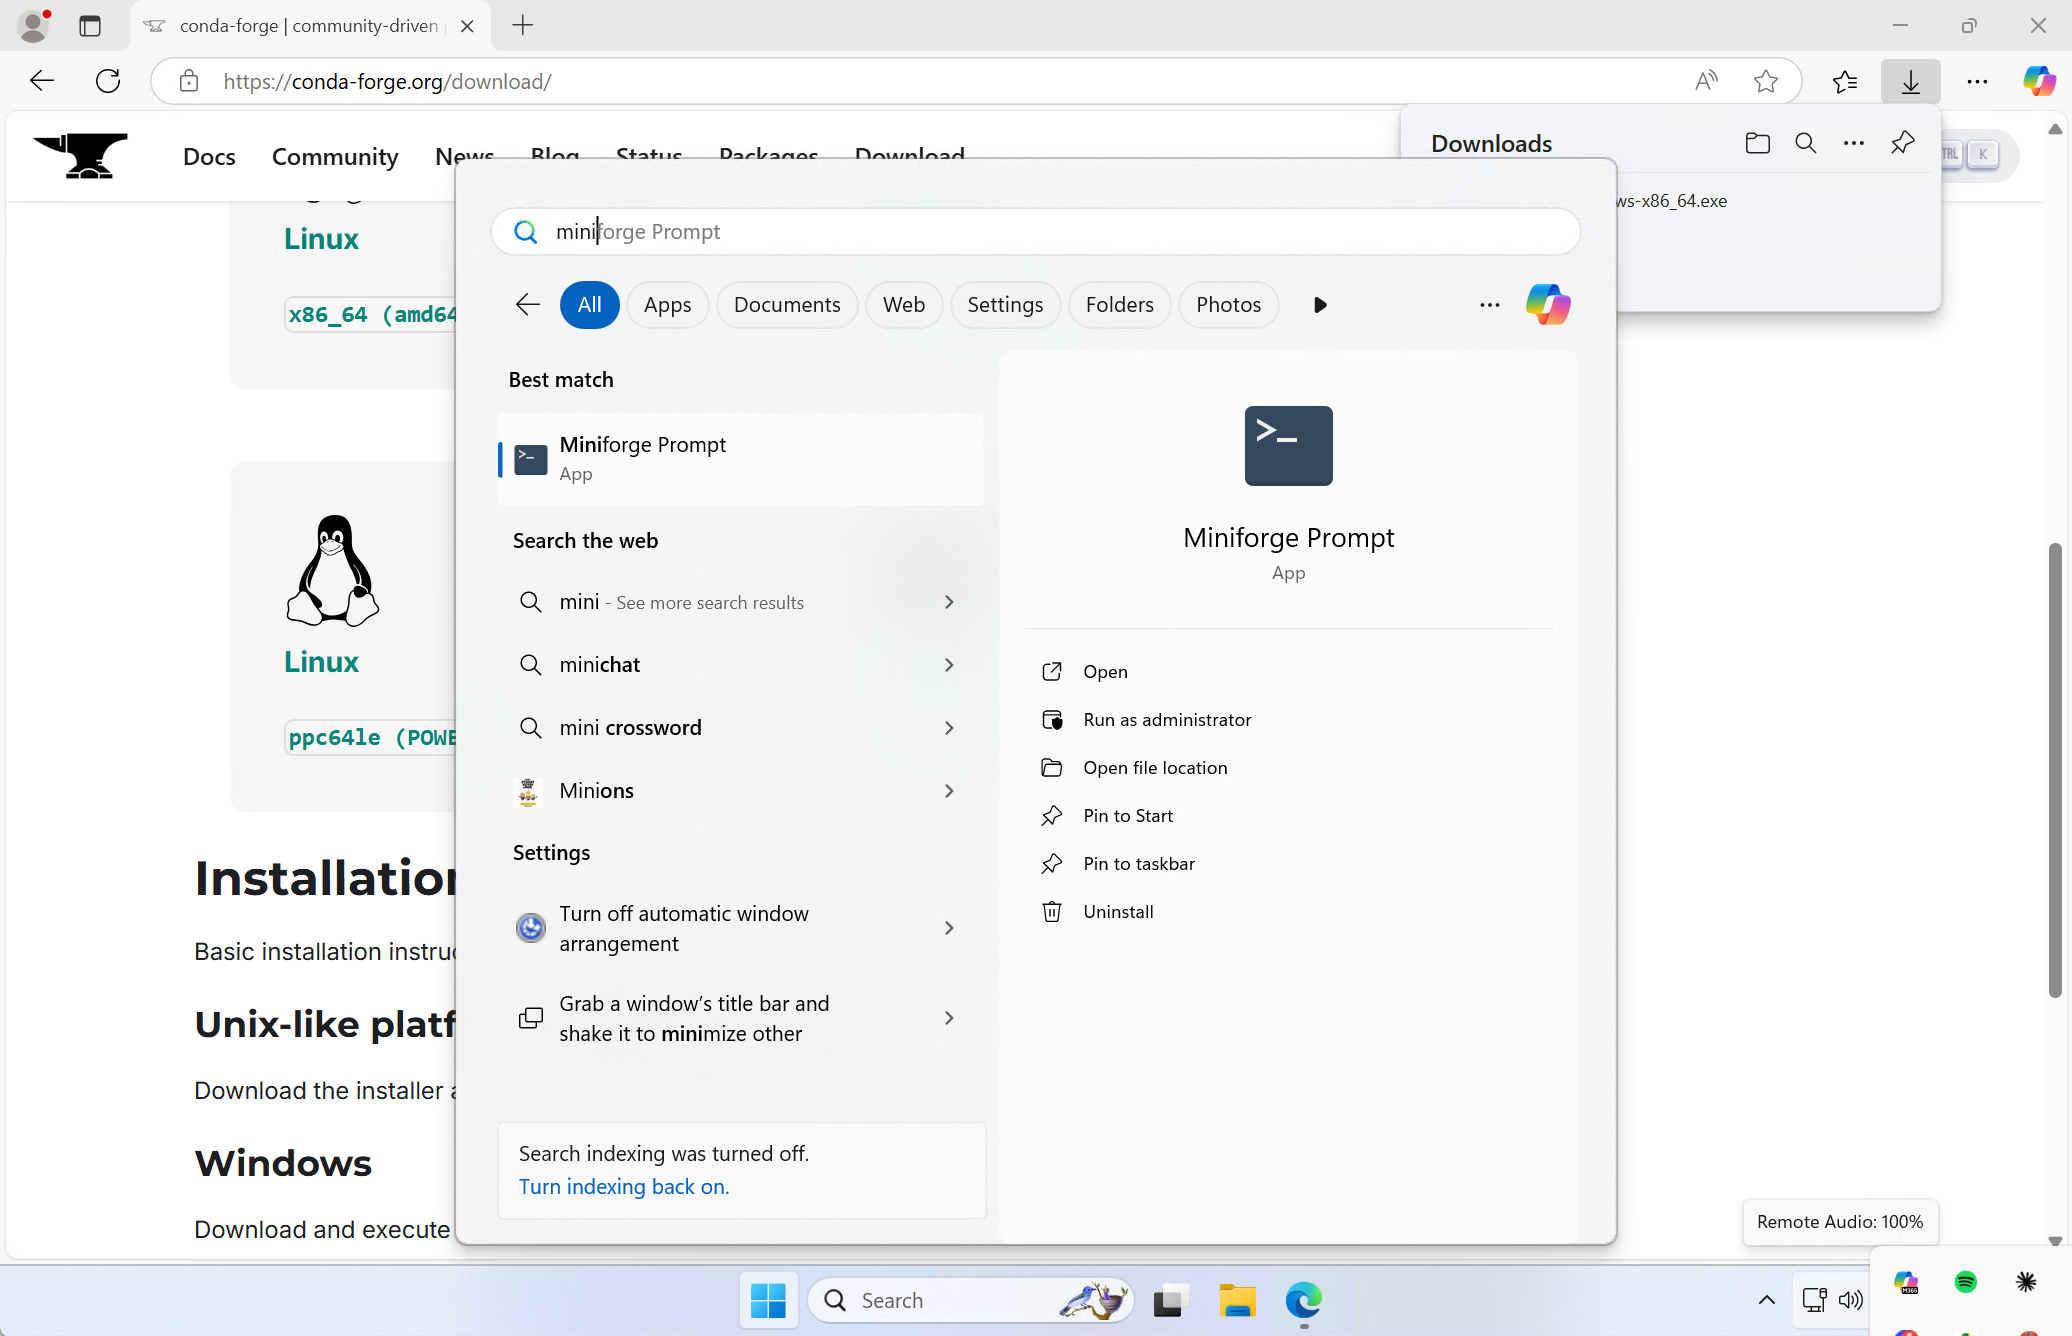 conda-forge | community-driven
https://conda-forge.org/download/
Docs Community News Blog Status Packages Download
Downloads
TRL K
ws-x86_64.exe
miniforge Prompt
All Apps Documents Web Settings Folders Photos
Best match
Miniforge Prompt
App
Search the web
mini - See more search results
minichat
mini crossword
Minions
Settings
Turn off automatic window
arrangement
Grab a window's title bar and
shake it to minimize other
Search indexing was turned off.
Turn indexing back on.
Miniforge Prompt
App
Open
Run as administrator
Open file location
Pin to Start
Pin to taskbar
Uninstall
Linux
x86_64 (amd64
Linux
ppc64le (POWE
Installation
Basic installation instruc
Unix-like platf
Download the installer a
Windows
Download and execute
Remote Audio: 100%
Search
M365